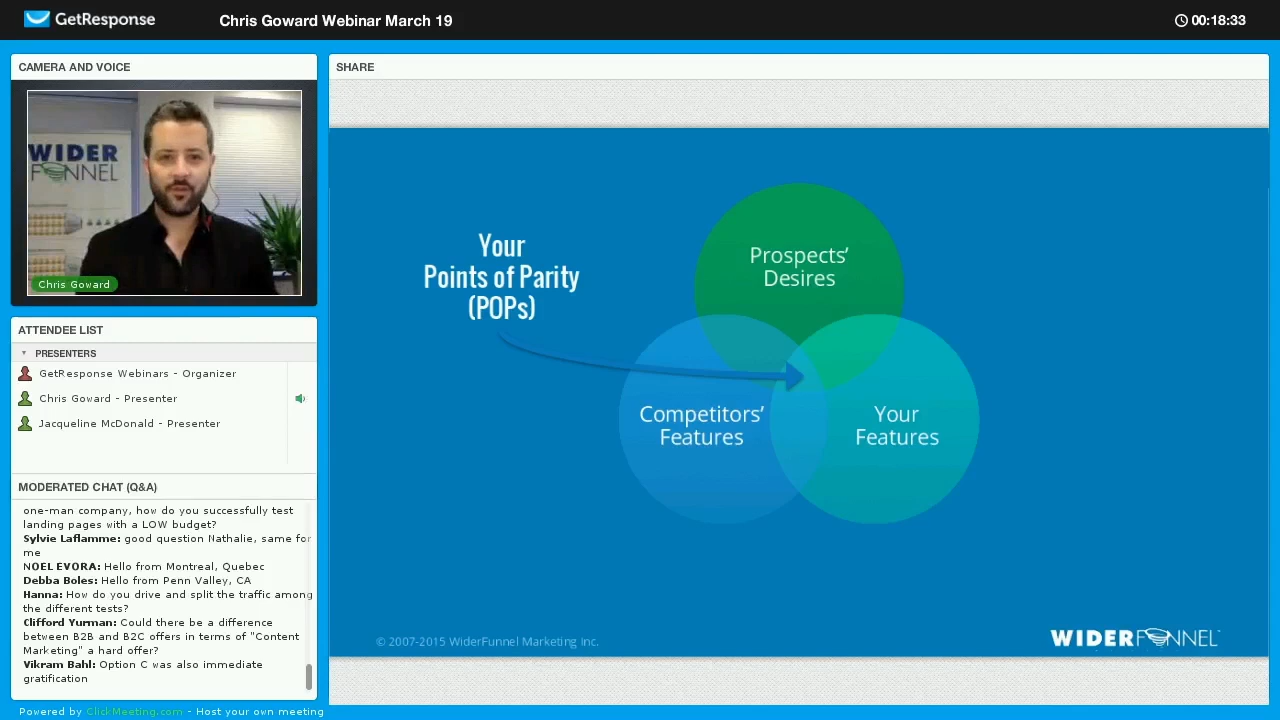 GetResponse
Chris Goward Webinar March 19
00:18:33
CAMERA AND VOICE
WIDER
FUNNEL
Chris Goward
ATTENDEE LIST
PRESENTERS
GetResponse Webinars - Organizer
Chris Goward - Presenter
Jacqueline McDonald - Presenter
MODERATED CHAT (Q&A)
one-man company, how do you successfully test
landing pages with a LOW budget?
Sylvie Laflamme: good question Nathalie, same for
me
NOEL EVORA: Hello from Montreal, Quebec
Debba Boles: Hello from Penn Valley, CA
Hanna: How do you drive and split the traffic among
the different tests?
Clifford Yurman: Could there be a difference
between B2B and B2C offers in terms of "Content
Marketing" a hard offer?
Vikram Bahl: Option C was also immediate
gratification
Powered by ClickMeeting.com - Host your own meeting
SHARE
Your
Points of Parity
(POPs)
Prospects’
Desires
Competitors’
Features
Your
Features
© 2007-2015 WiderFunnel Marketing Inc.
WIDERFUNNEL